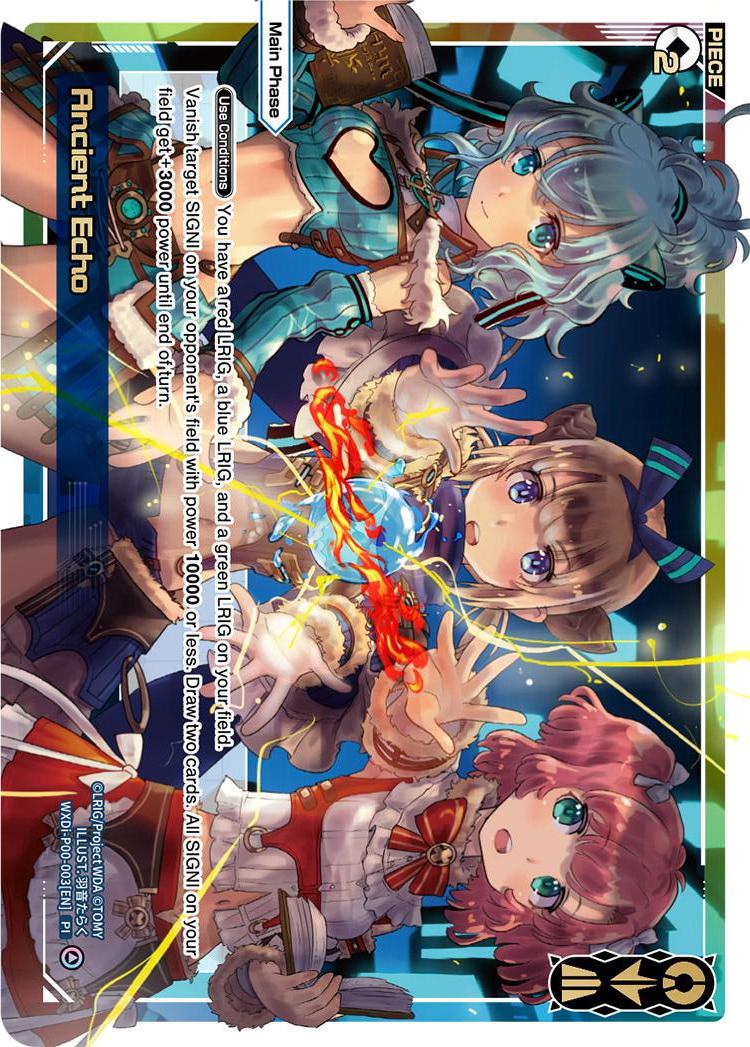 PIECE
2
Main Phase
Use Conditions You have a red LRIG, a blue LRIG, and a green LRIG on your field.
Vanish target SIGNI on your opponent's field with power 10000 or less. Draw two cards. All SIGNI on your
field get +3000 power until end of turn.
Ancient Echo
©LRIG/Project WDA ©TOMY
ILLUST. 羽音たらく
WXDi-P00-003[EN] PI